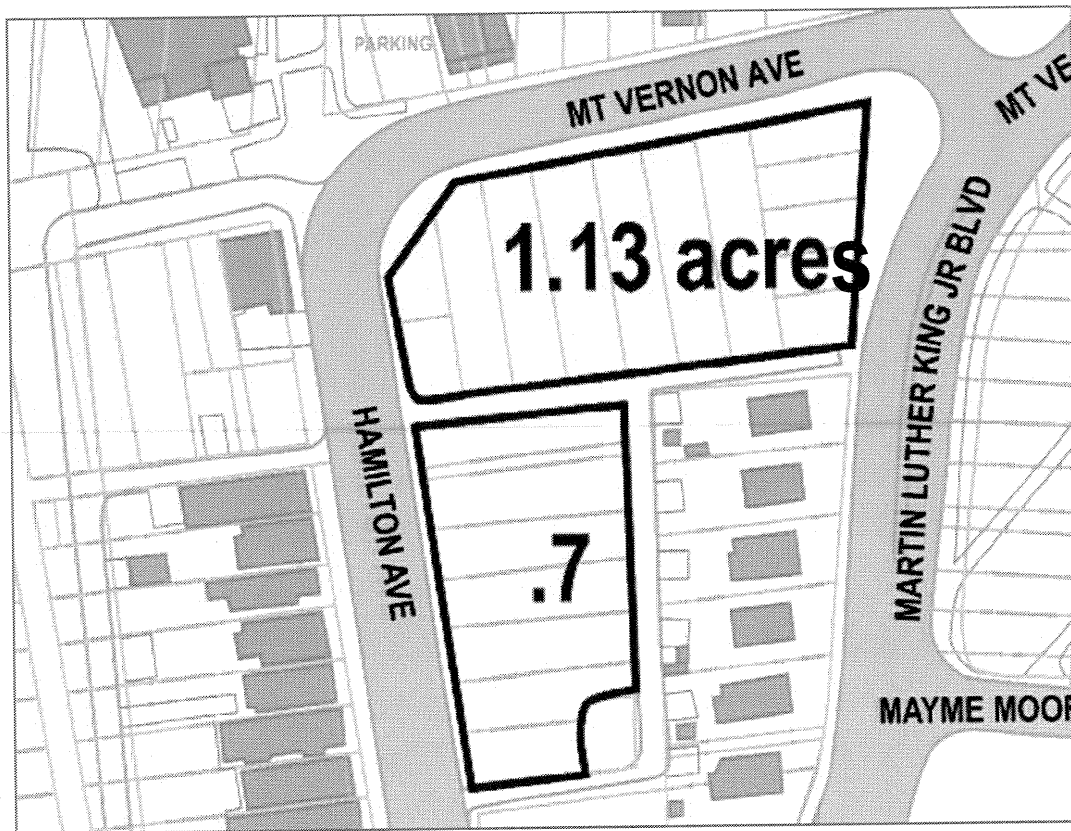 PARKING
MT VERNON AVE
MT VE
1.13 acres
MARTIN LUTHER KING JR BLVD
HAMILTON AVE
.7
MAYME MOOR